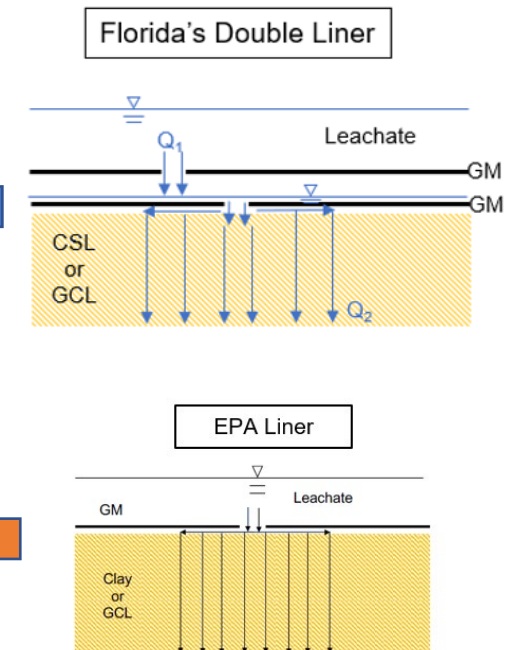 Florida's Double Liner
Q1
Leachate
GM
GM
CSL
or
GCL
Q2
EPA Liner
Leachate
GM
Clay
or
GCL